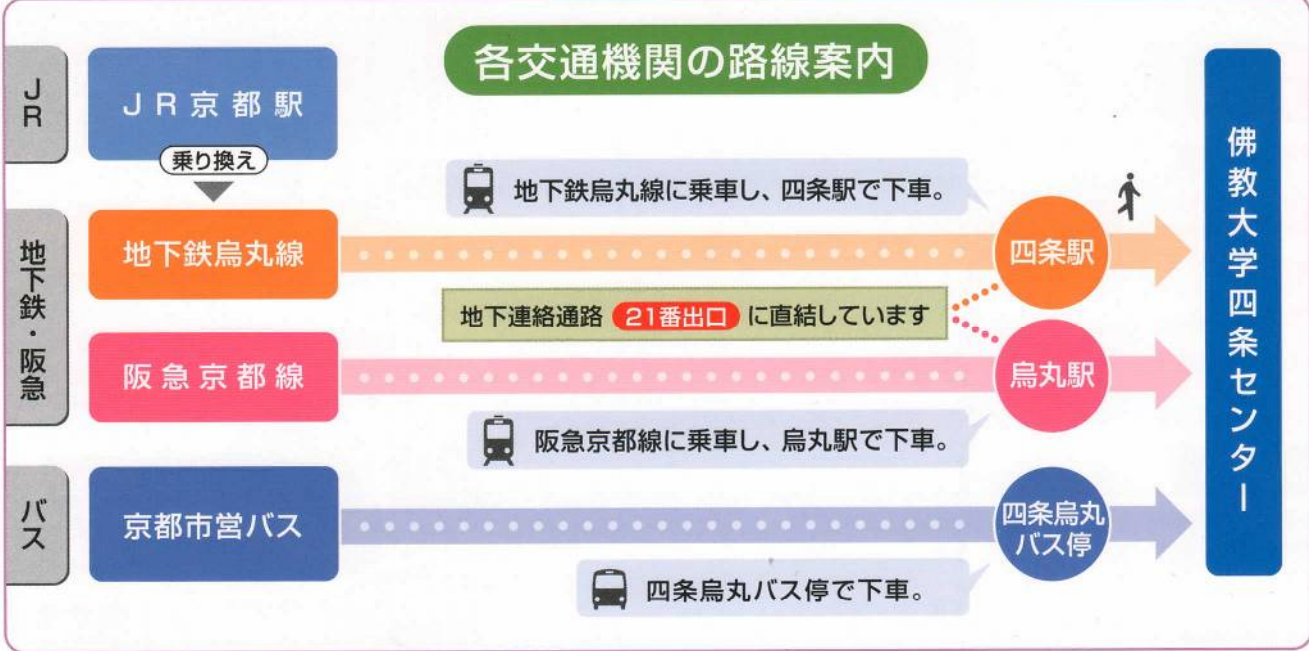 各交通機関の路線案内
JR
JR京都駅
乗り換え
地下鉄・阪急
地下鉄烏丸線に乗車し、四条駅で下車。
地下鉄烏丸線
四条駅
地下連絡通路 21番出口 に直結しています
阪急京都線
烏丸駅
阪急京都線に乗車し、烏丸駅で下車。
バス
京都市営バス
四条烏丸
バス停
四条烏丸バス停で下車。
佛教大学四条センター